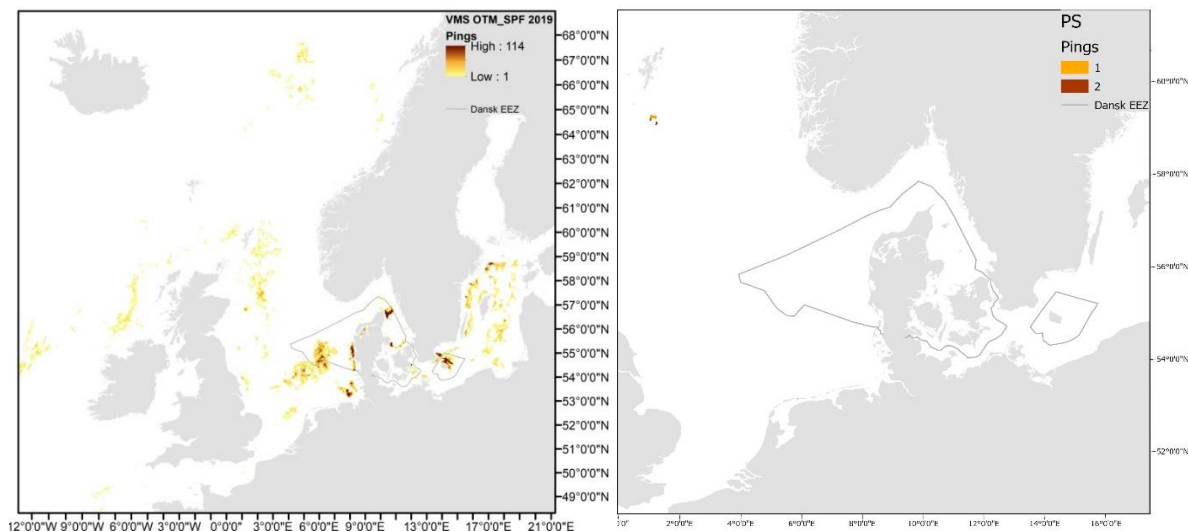 VMS OTM_SPF 2019
Pings
High : 114
Low : 1
Dansk EEZ
68°0'0"N
67°0'0"N
66°0'0"N
65°0'0"N
64°0'0"N
63°0'0"N
62°0'0"N
61°0'0"N
60°0'0"N
59°0'0"N
58°0'0"N
57°0'0"N
56°0'0"N
55°0'0"N
54°0'0"N
53°0'0"N
52°0'0"N
51°0'0"N
50°0'0"N
49°0'0"N
12°0'0"W 9°0'0"W 6°0'0"W 3°0'0"W 0°0'0" 3°0'0"E 6°0'0"E 9°0'0"E 13°0'0"E 17°0'0"E 21°0'0"E
PS
Pings
1
2
Dansk EEZ
60°0'0"N
58°0'0"N
56°0'0"N
54°0'0"N
52°0'0"N
2°0'0"E 4°0'0"E 6°0'0"E 8°0'0"E 10°0'0"E 12°0'0"E 14°0'0"E 16°0'0"E